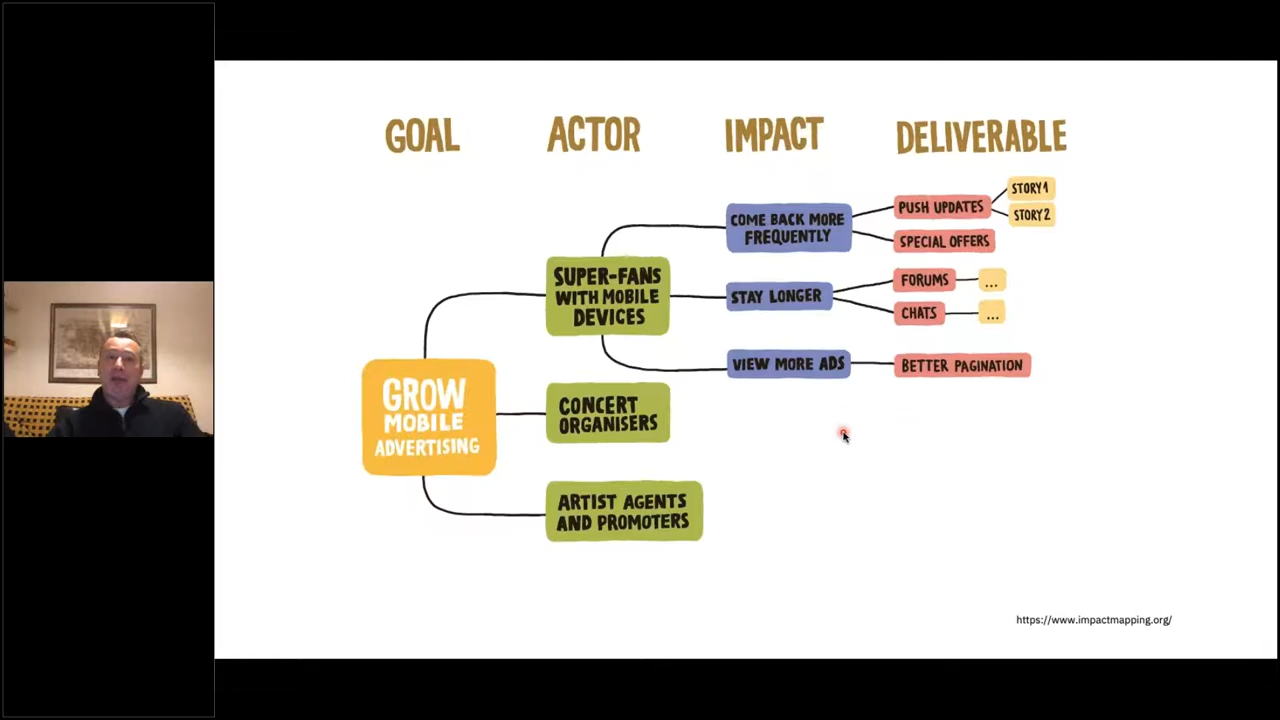 GOAL
ACTOR
IMPACT
DELIVERABLE
GROW
MOBILE
ADVERTISING
SUPER-FANS
WITH MOBILE
DEVICES
CONCERT
ORGANISERS
ARTIST AGENTS
AND PROMOTERS
COME BACK MORE
FREQUENTLY
STAY LONGER
VIEW MORE ADS
PUSH UPDATES
STORY 1
STORY 2
SPECIAL OFFERS
FORUMS
...
CHATS
...
BETTER PAGINATION
https://www.impactmapping.org/